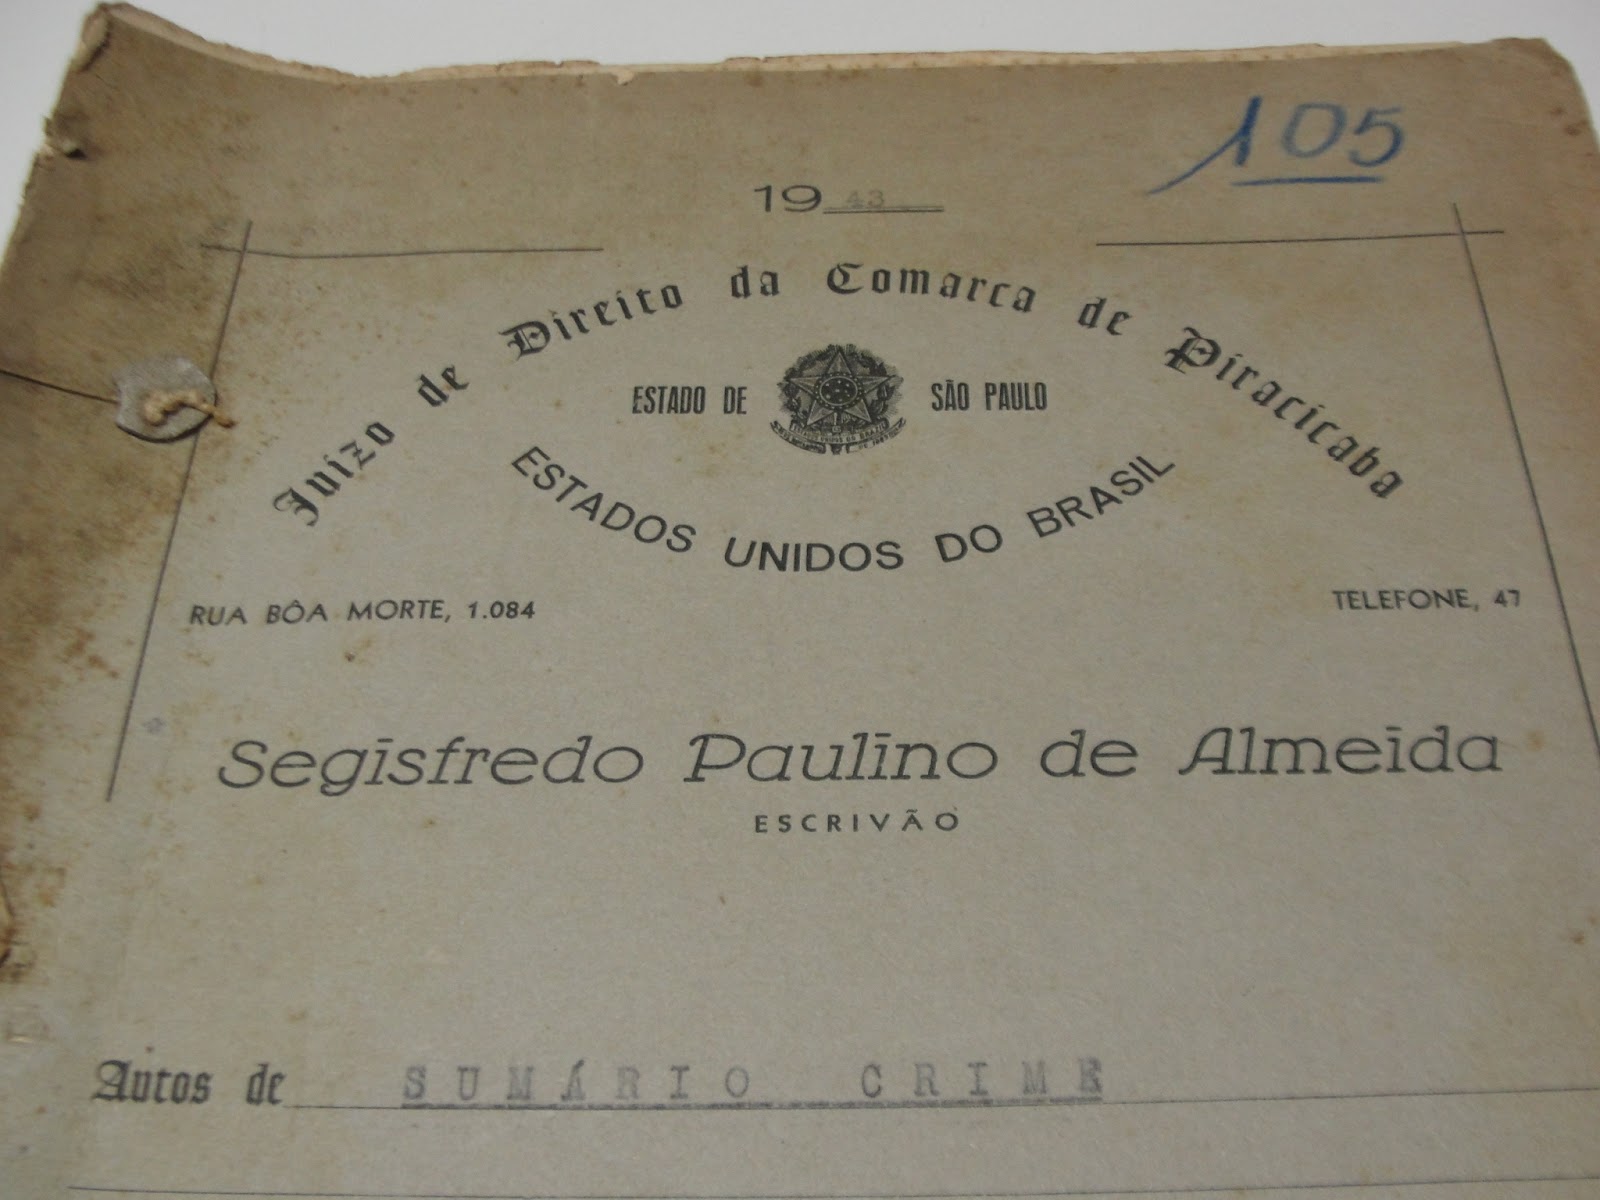 105
1943
Juizo de Direito da Comarca de Piracicaba
ESTADO DE SÃO PAULO
ESTADOS UNIDOS DO BRASIL
RUA BÔA MORTE, 1.084
TELEFONE, 47
Segisfredo Paulino de Almeida
ESCRIVÃO
Autos de SUMÁRIO CRIME